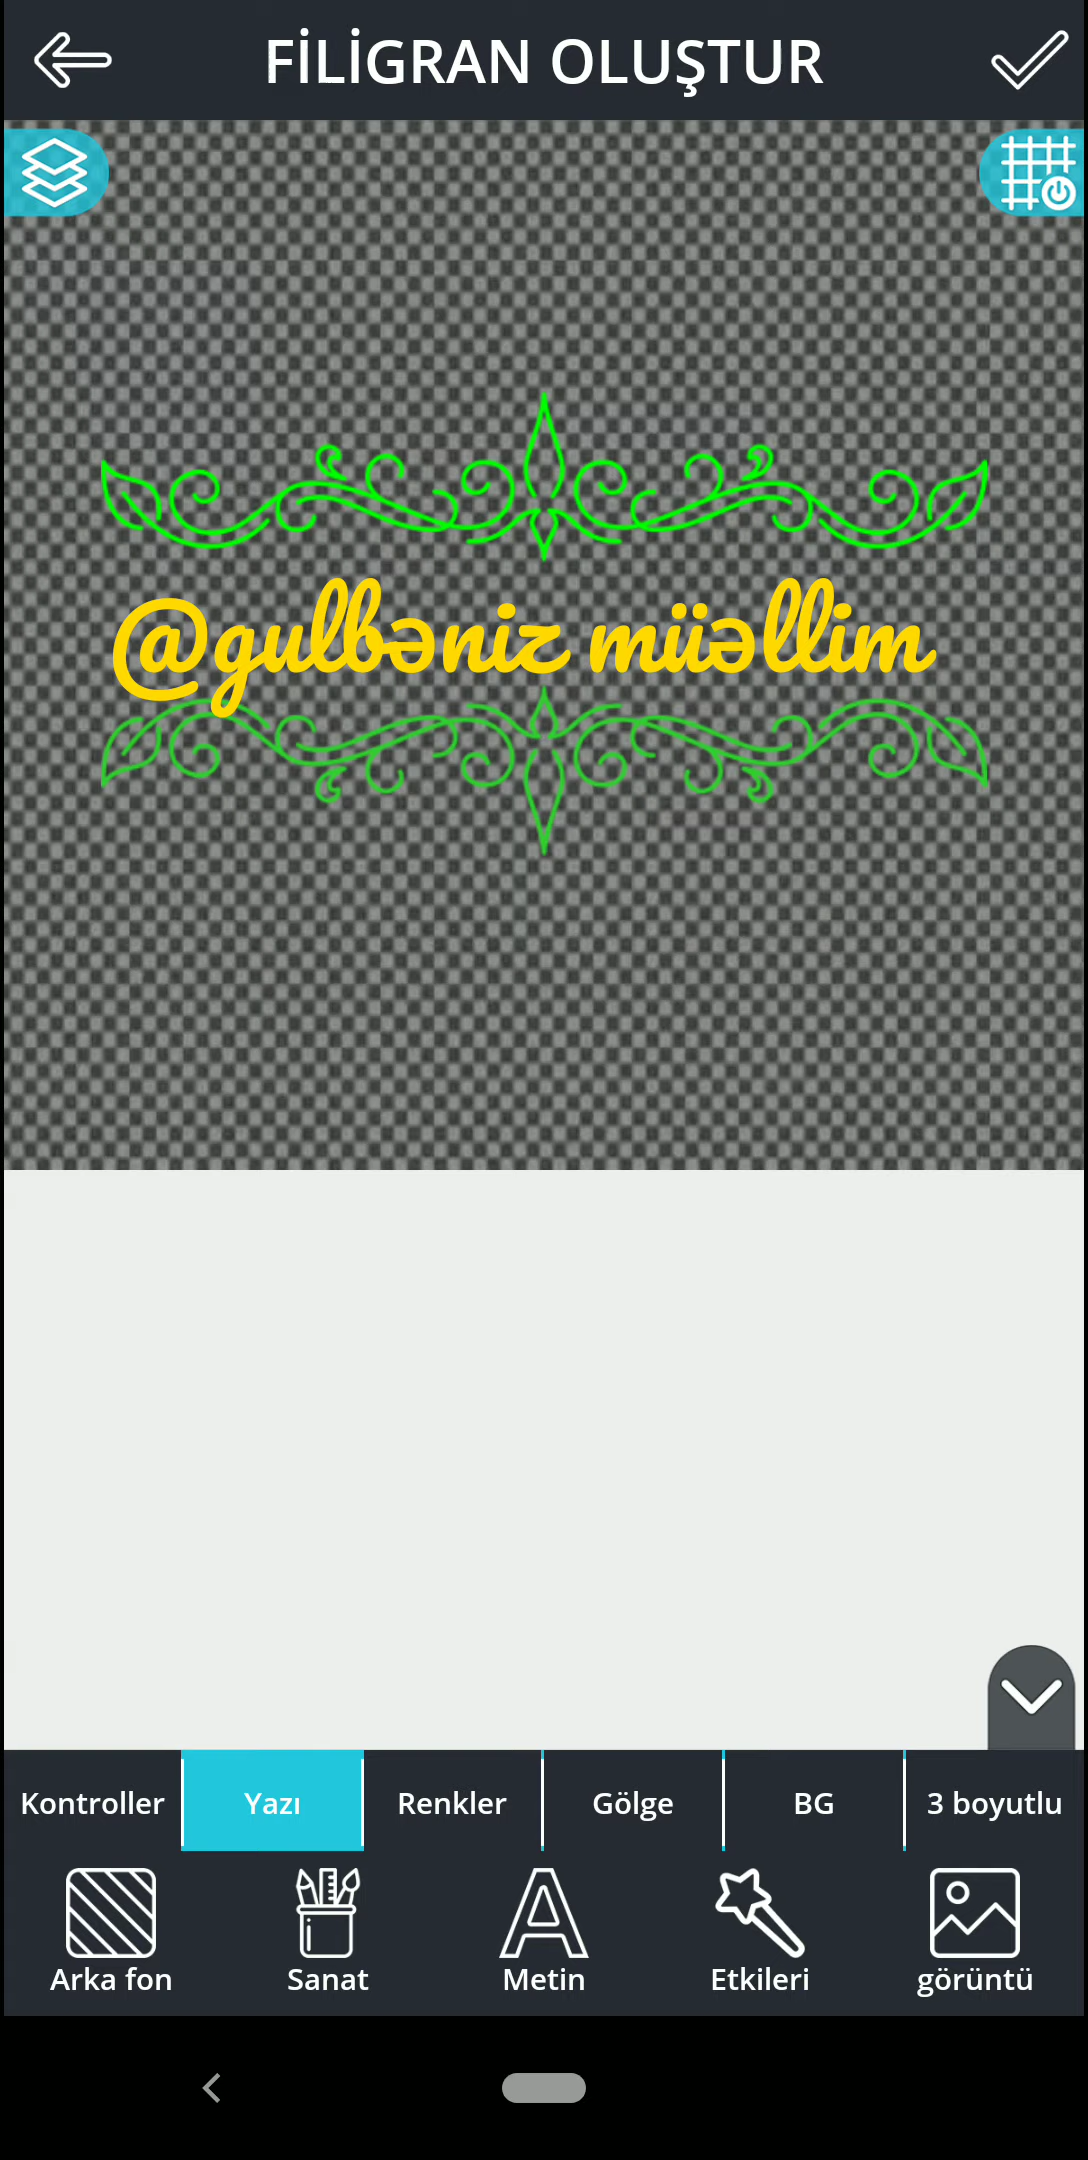 FİLİGRAN OLUŞTUR
@gulbəniz müəllim
Kontroller
Yazı
Renkler
Gölge
BG
3 boyutlu
Arka fon
Sanat
Metin
Etkileri
görüntü